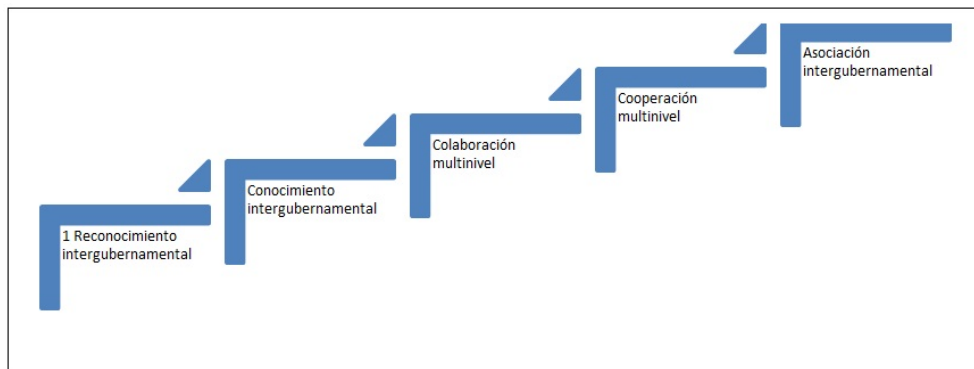 1 Reconocimiento
intergubernamental
Conocimiento
intergubernamental
Colaboración
multinivel
Cooperación
multinivel
Asociación
intergubernamental